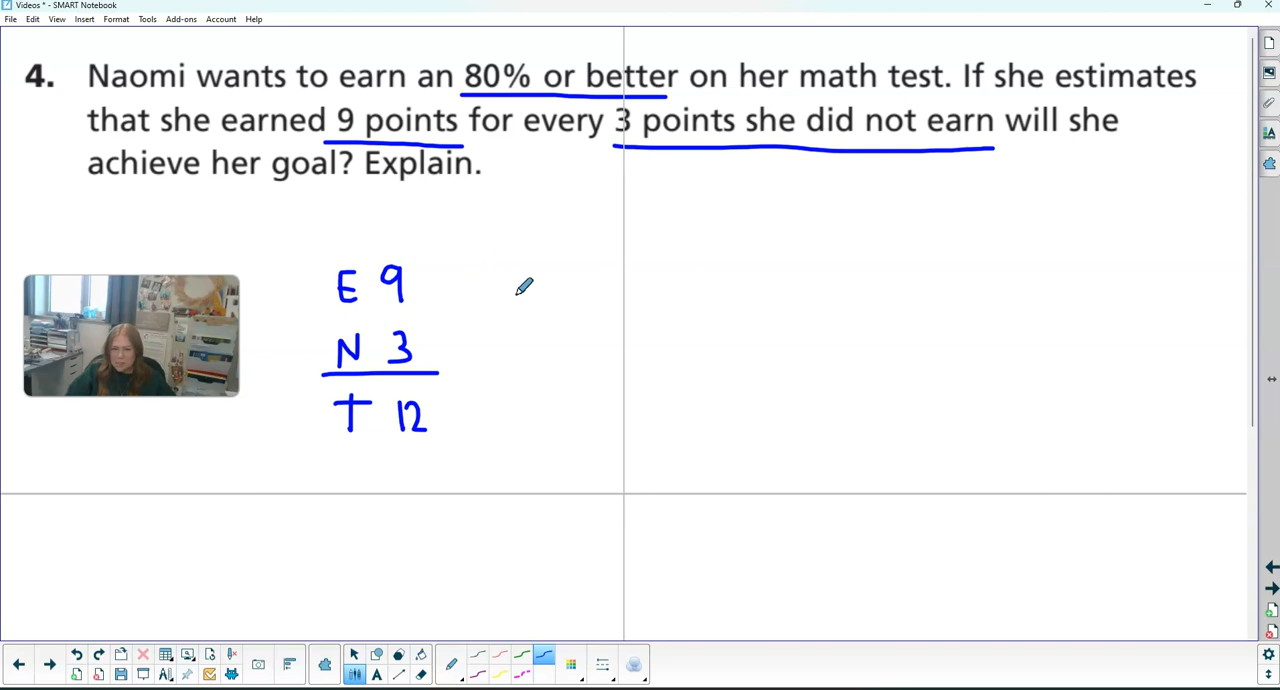 Videos * - SMART Notebook
File Edit View Insert Format Tools Add-ons Account Help
4. Naomi wants to earn an 80% or better on her math test. If she estimates
that she earned 9 points for every 3 points she did not earn will she
achieve her goal? Explain.
E 9
N 3
T 12